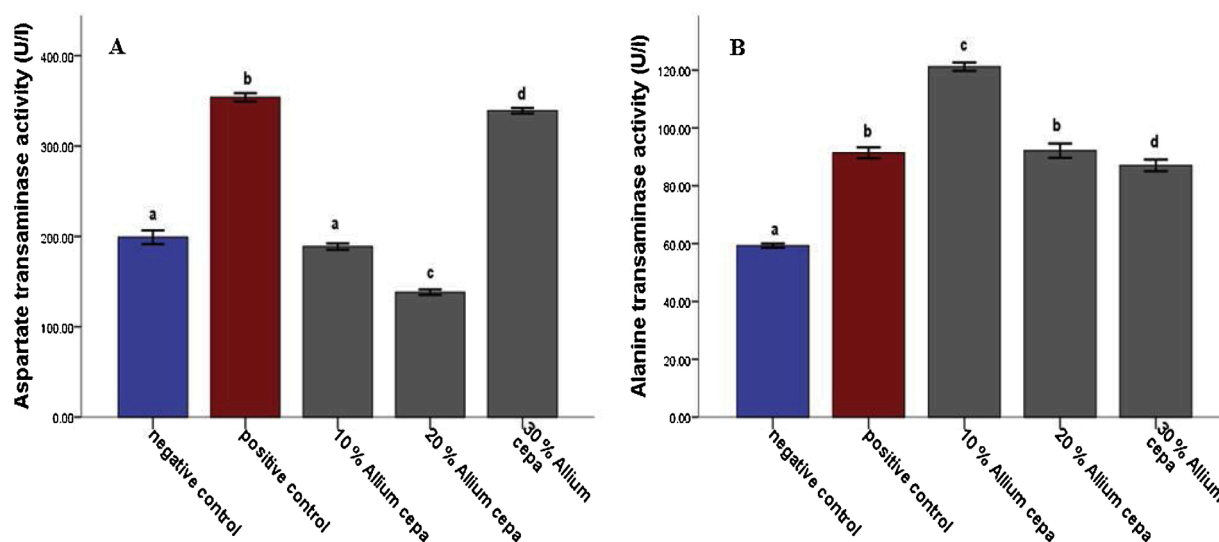 A
Aspartate transaminase activity (U/l)
400.00
300.00
200.00
100.00
0.00
a
b
a
c
d
negative control
positive control
10 % Allium cepa
20 % Allium cepa
30 % Allium
cepa
B
Alanine transaminase activity (U/l)
120.00
100.00
80.00
60.00
40.00
20.00
0.00
a
b
c
b
d
negative control
positive control
10 % Allium cepa
20 % Allium cepa
30 % Allium
cepa